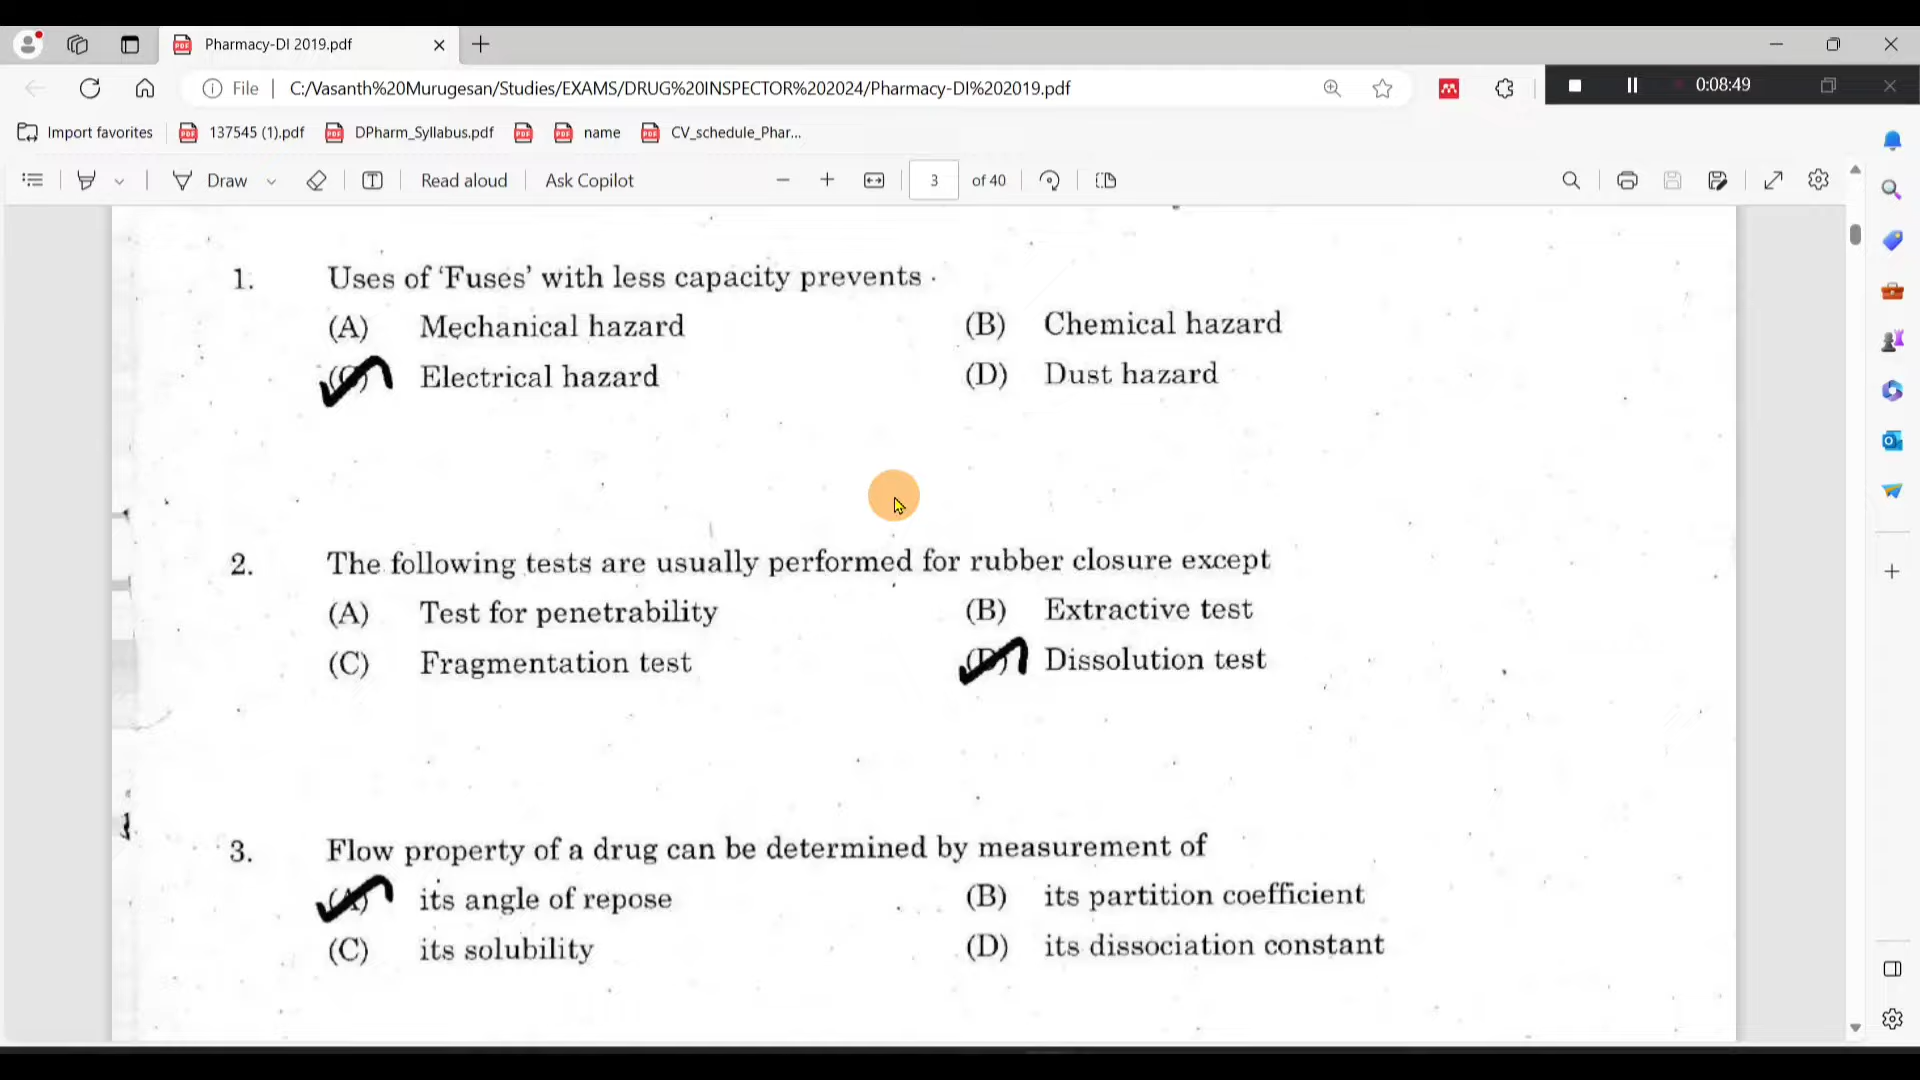 Pharmacy-DI 2019.pdf
File
C:/Vasanth%20Murugesan/Studies/EXAMS/DRUG%20INSPECTOR%202024/Pharmacy-DI%202019.pdf
0:08:49
Import favorites
137545 (1).pdf
DPharm_Syllabus.pdf
name
CV_schedule_Phar...
Draw
Read aloud
Ask Copilot
3
of 40
1. Uses of ‘Fuses’ with less capacity prevents
(A) Mechanical hazard (B) Chemical hazard
(C) Electrical hazard (D) Dust hazard
2. The following tests are usually performed for rubber closure except
(A) Test for penetrability (B) Extractive test
(C) Fragmentation test (D) Dissolution test
3. Flow property of a drug can be determined by measurement of
(A) its angle of repose (B) its partition coefficient
(C) its solubility (D) its dissociation constant